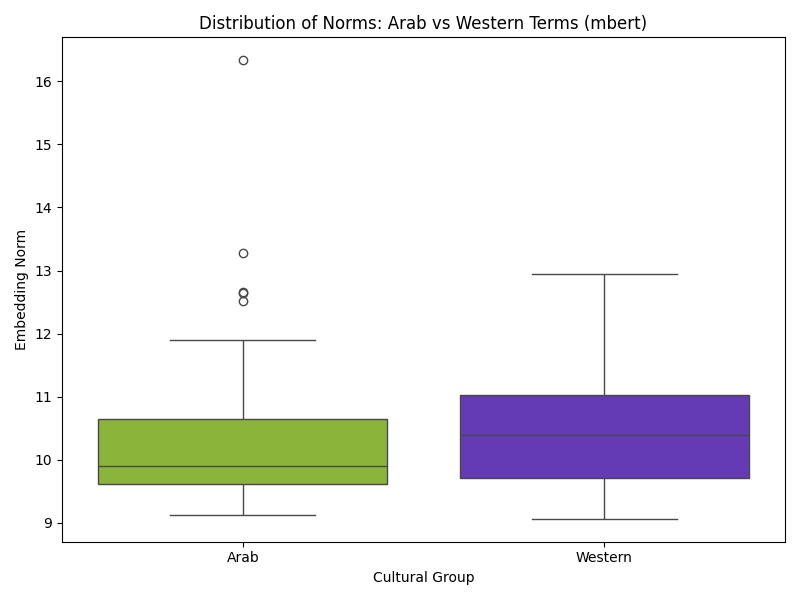 Distribution of Norms: Arab vs Western Terms (mbert)
Embedding Norm
16
15
14
13
12
11
10
9
Arab
Western
Cultural Group